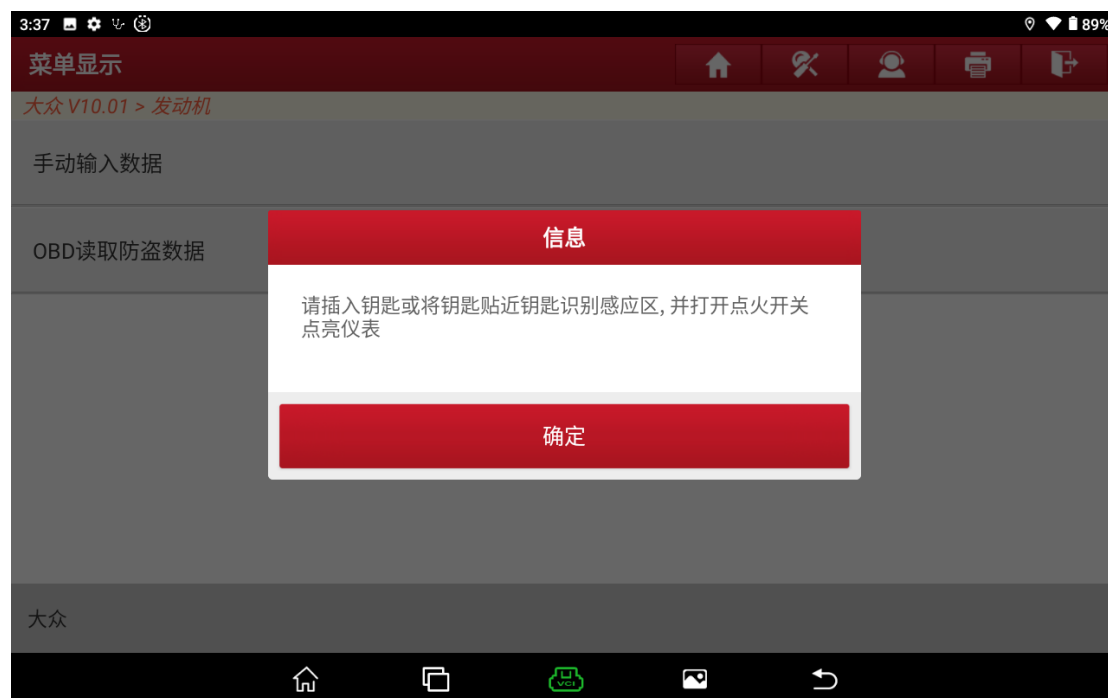 3:37
89%
菜单显示
大众 V10.01 > 发动机
手动输入数据
OBD读取防盗数据
信息
请插入钥匙或将钥匙贴近钥匙识别感应区, 并打开点火开关
点亮仪表
确定
大众
VCI